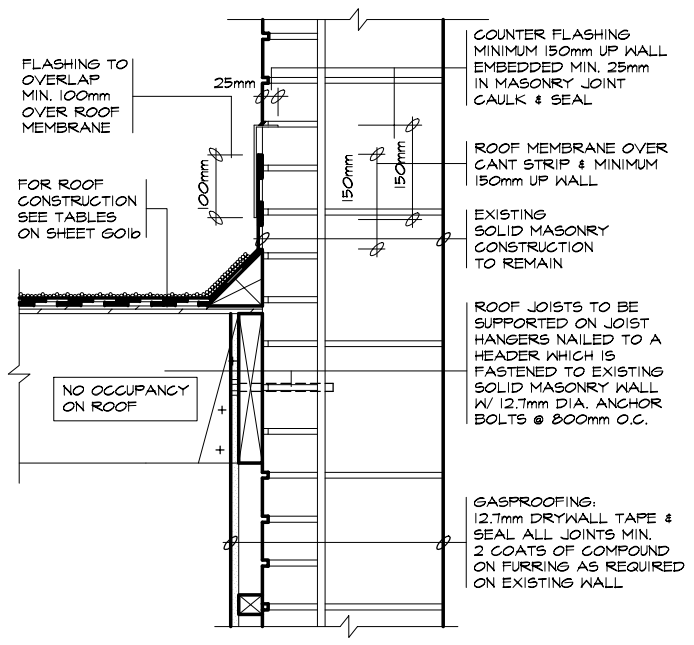 FLASHING TO
OVERLAP
MIN. 100mm
OVER ROOF
MEMBRANE
25mm
COUNTER FLASHING
MINIMUM 150mm UP WALL
EMBEDDED MIN. 25mm
IN MASONRY JOINT
CAULK & SEAL
100mm
150mm
150mm
ROOF MEMBRANE OVER
CANT STRIP & MINIMUM
150mm UP WALL
FOR ROOF
CONSTRUCTION
SEE TABLES
ON SHEET G01b
EXISTING
SOLID MASONRY
CONSTRUCTION
TO REMAIN
ROOF JOISTS TO BE
SUPPORTED ON JOIST
HANGERS NAILED TO A
HEADER WHICH IS
FASTENED TO EXISTING
SOLID MASONRY WALL
W/ 12.7mm DIA. ANCHOR
BOLTS @ 800mm O.C.
NO OCCUPANCY
ON ROOF
GASPROOFING:
12.7mm DRYWALL TAPE &
SEAL ALL JOINTS MIN.
2 COATS OF COMPOUND
ON FURRING AS REQUIRED
ON EXISTING WALL